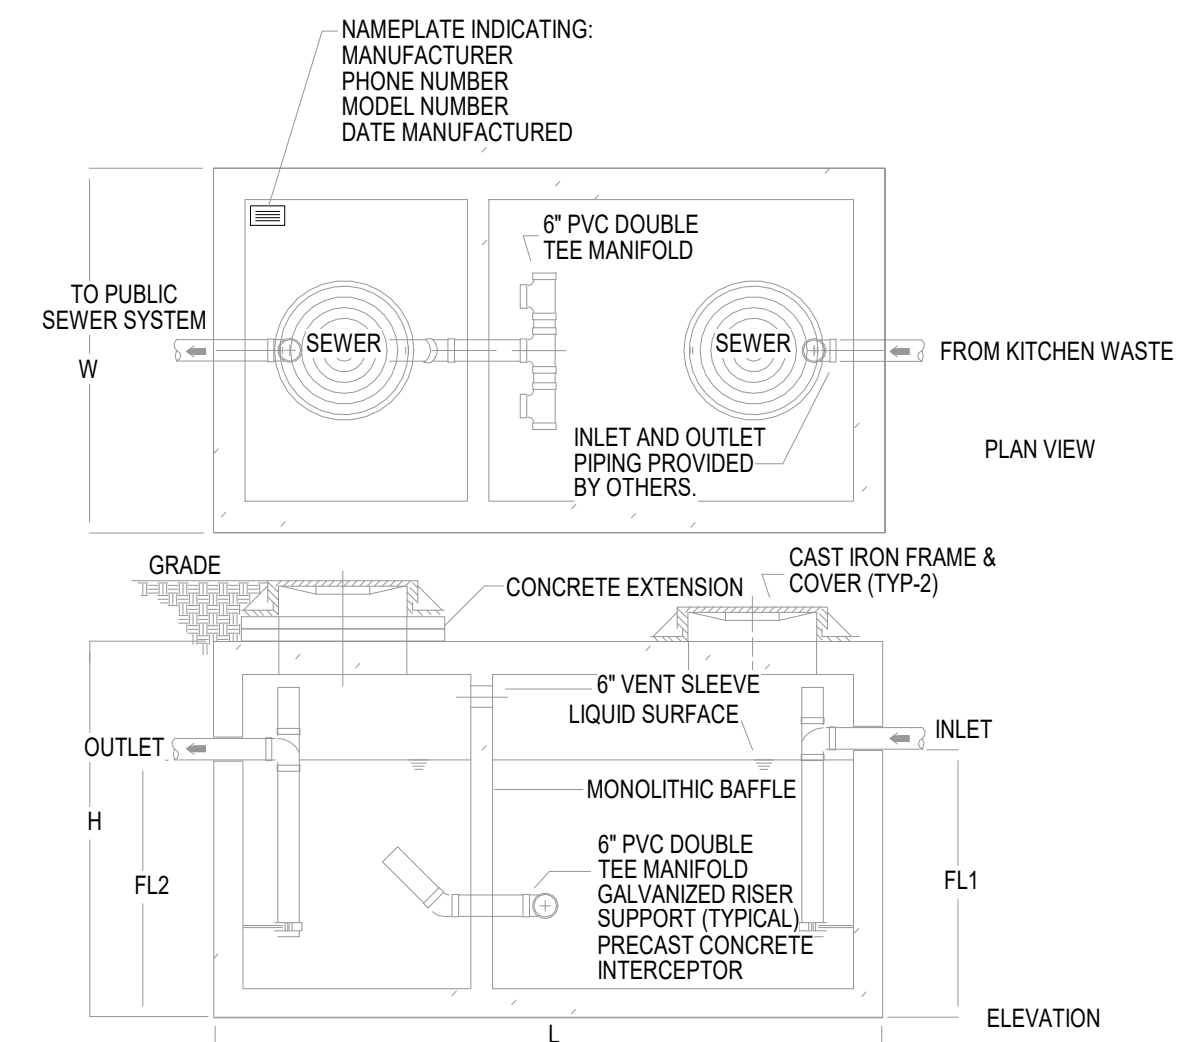 NAMEPLATE INDICATING:
MANUFACTURER
PHONE NUMBER
MODEL NUMBER
DATE MANUFACTURED
6" PVC DOUBLE
TEE MANIFOLD
TO PUBLIC
SEWER SYSTEM
W
SEWER
SEWER
FROM KITCHEN WASTE
INLET AND OUTLET
PIPING PROVIDED
BY OTHERS.
PLAN VIEW
GRADE
CONCRETE EXTENSION
CAST IRON FRAME &
COVER (TYP-2)
6" VENT SLEEVE
LIQUID SURFACE
OUTLET
INLET
MONOLITHIC BAFFLE
H
6" PVC DOUBLE
TEE MANIFOLD
GALVANIZED RISER
SUPPORT (TYPICAL)
PRECAST CONCRETE
INTERCEPTOR
FL2
FL1
ELEVATION
L